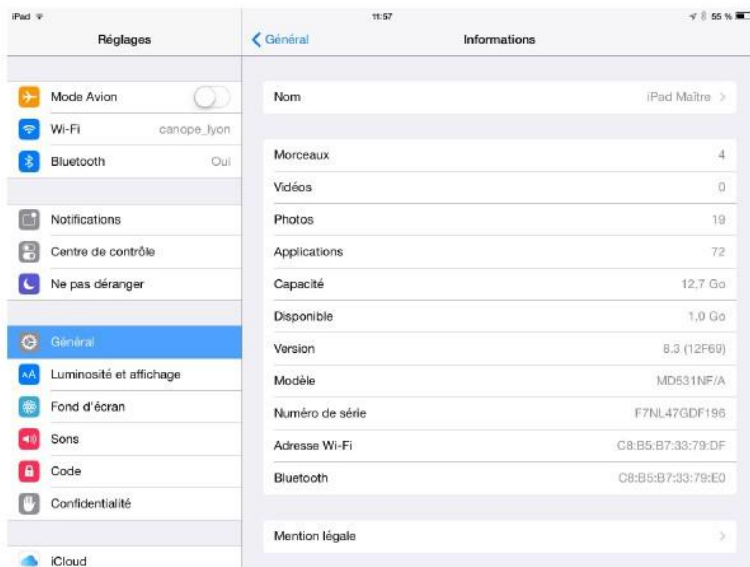 iPad 11:57 55 %
Réglages
Général Informations
Mode Avion
Wi-Fi canope_lyon
Bluetooth Oui
Notifications
Centre de contrôle
Ne pas déranger
Général
AA Luminosité et affichage
Fond d'écran
Sons
Code
Confidentialité
iCloud
Nom iPad Maître
Morceaux 4
Vidéos 0
Photos 19
Applications 72
Capacité 12,7 Go
Disponible 1,0 Go
Version 8.3 (12F69)
Modèle MD531NF/A
Numéro de série F7NL47GDF196
Adresse Wi-Fi C8:B5:B7:33:79:DF
Bluetooth C8:B5:B7:33:79:E0
Mention légale